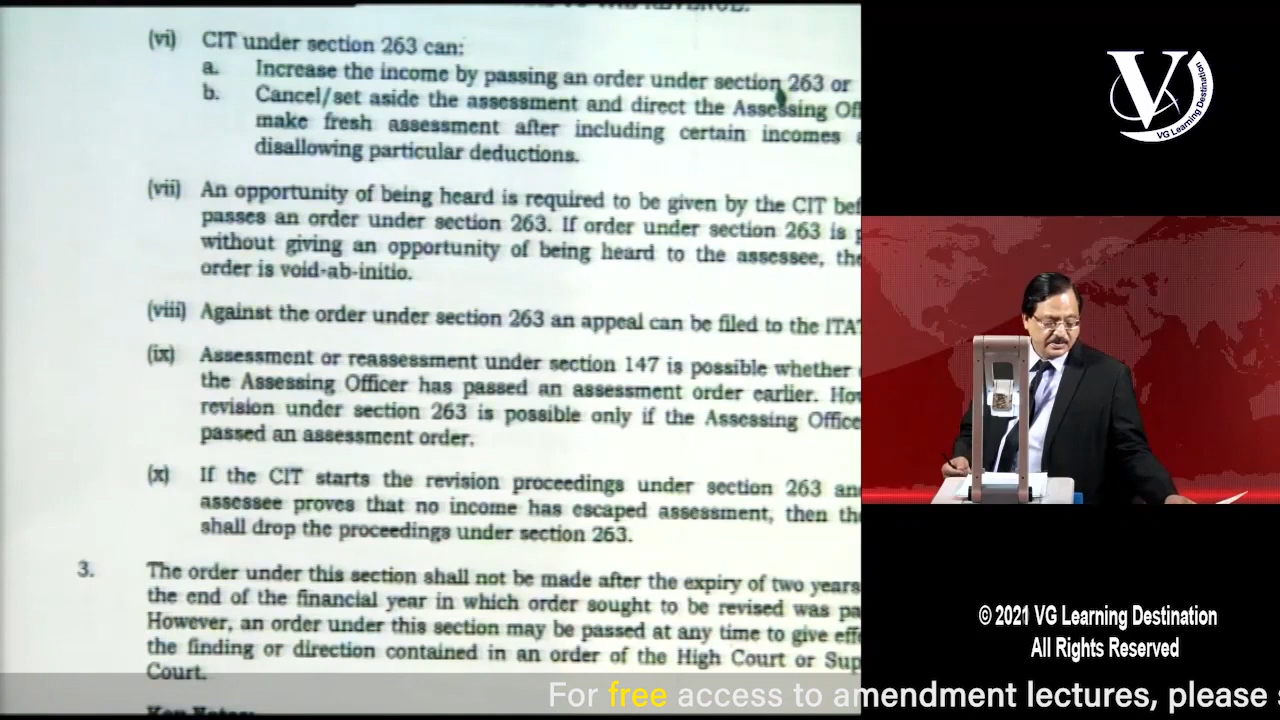 (vi) CIT under section 263 can:
a. Increase the income by passing an order under section 263 or
b. Cancel/set aside the assessment and direct the Assessing
make fresh assessment after including certain incomes
disallowing particular deductions.
(vii) An opportunity of being heard is required to be given by the CIT
passes an order under section 263. If order under section 263 is
without giving an opportunity of being heard to the assessee,
order is void-ab-initio.
(viii) Against the order under section 263 an appeal can be filed to the ITAT
(ix) Assessment or reassessment under section 147 is possible whether
the Assessing Officer has passed an assessment order earlier.
revision under section 263 is possible only if the Assessing Office
passed an assessment order.
(x) If the CIT starts the revision proceedings under section 263
assessee proves that no income has escaped assessment, then
shall drop the proceedings under section 263.
3. The order under this section shall not be made after the expiry of two years
the end of the financial year in which order sought to be revised was
However, an order under this section may be passed at any time to give
the finding or direction contained in an order of the High Court or
Court.
VG
VG Learning Destination
© 2021 VG Learning Destination
All Rights Reserved
For free access to amendment lectures, please